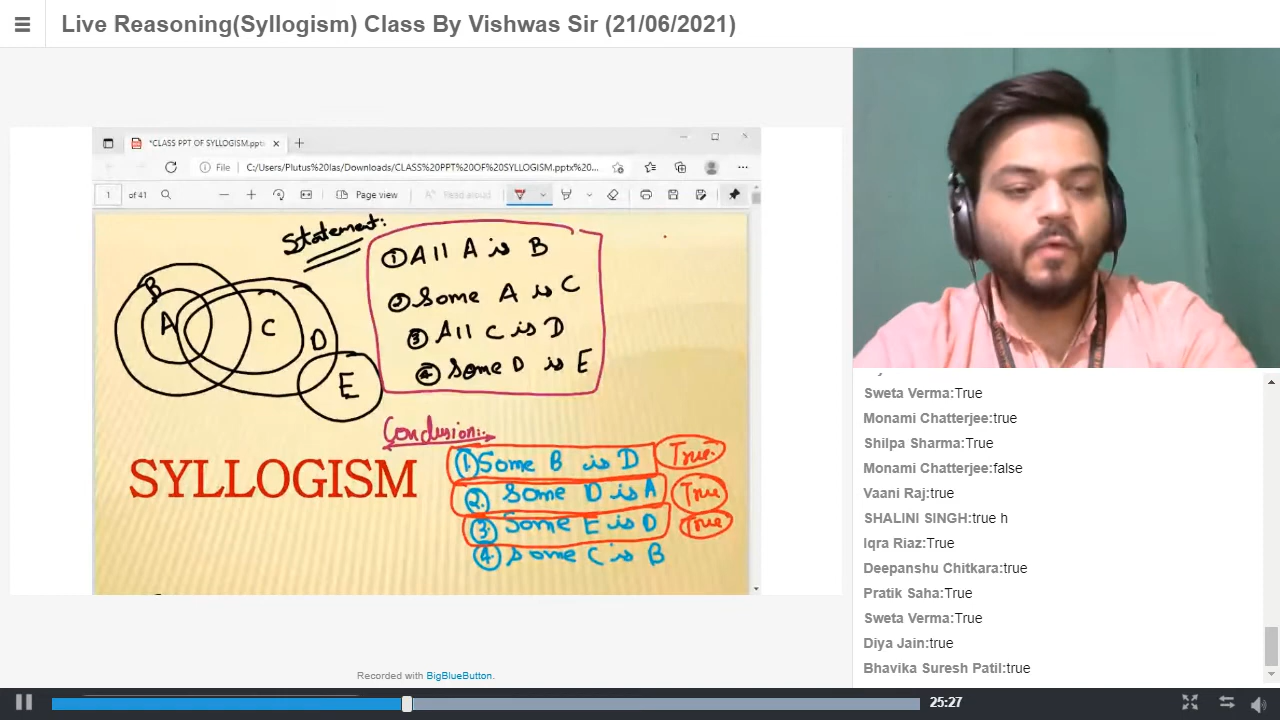 Live Reasoning(Syllogism) Class By Vishwas Sir (21/06/2021)
*CLASS PPT OF SYLLOGISM.pptx
File C:/Users/Plutus%20Ias/Downloads/CLASS%20PPT%20OF%20SYLLOGISM.pptx%20...
1 of 41 Page view Read aloud
Statement:
① All A is B
② Some A is C
③ All C is D
④ Some D is E
B
A
C
D
E
Conclusion:
SYLLOGISM
① Some B is D True
② Some D is A True
③ Some E is D True
④ Some C is B
Recorded with BigBlueButton.
Sweta Verma:True
Monami Chatterjee:true
Shilpa Sharma:True
Monami Chatterjee:false
Vaani Raj:true
SHALINI SINGH:true h
Iqra Riaz:True
Deepanshu Chitkara:true
Pratik Saha:True
Sweta Verma:True
Diya Jain:true
Bhavika Suresh Patil:true
25:27